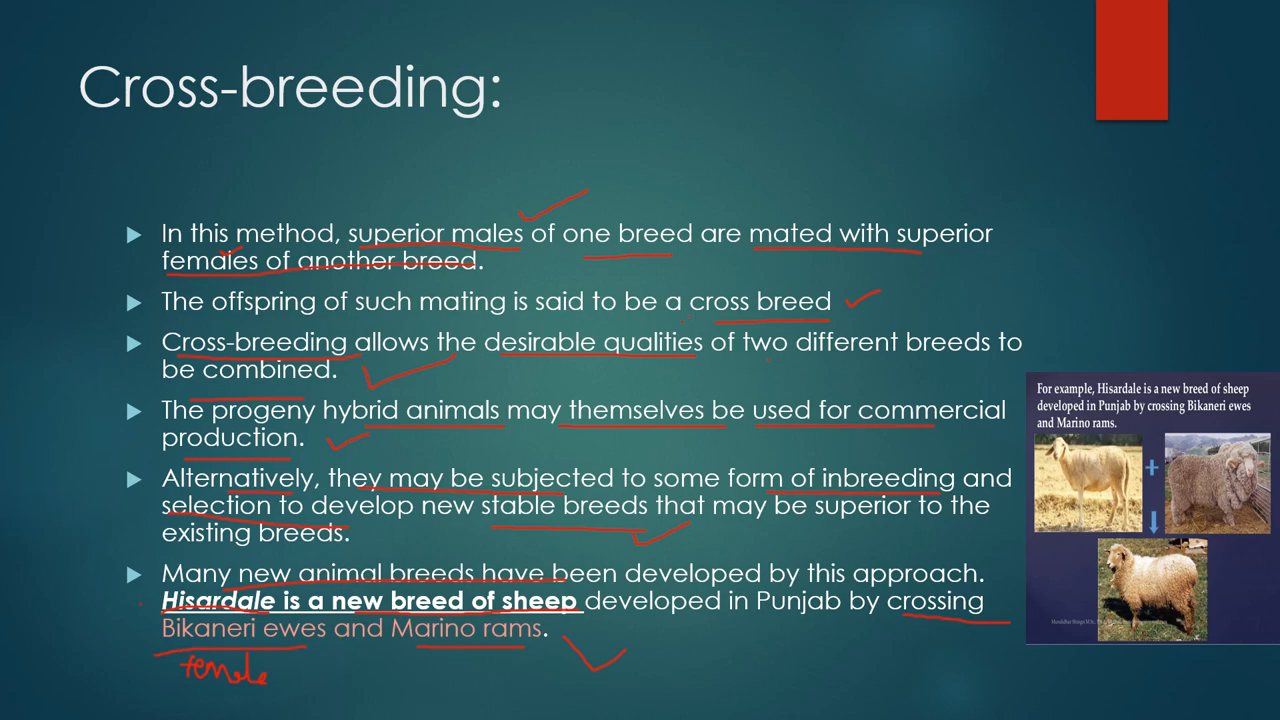 Cross-breeding:
In this method, superior males of one breed are mated with superior
females of another breed.
The offspring of such mating is said to be a cross breed
Cross-breeding allows the desirable qualities of two different breeds to
be combined.
The progeny hybrid animals may themselves be used for commercial
production.
Alternatively, they may be subjected to some form of inbreeding and
selection to develop new stable breeds that may be superior to the
existing breeds.
Many new animal breeds have been developed by this approach.
Hisardale is a new breed of sheep developed in Punjab by crossing
Bikaneri ewes and Marino rams.
female
For example, Hisardale is a new breed of sheep
developed in Punjab by crossing Bikaneri ewes
and Marino rams.